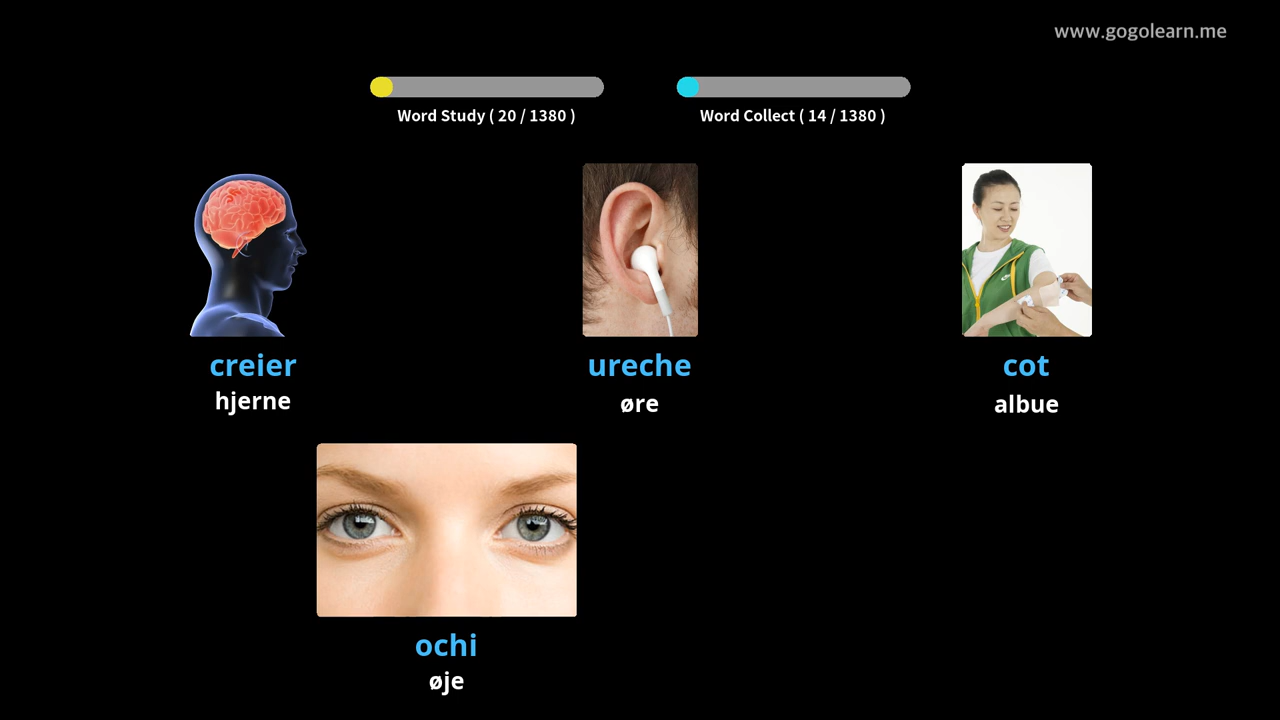 www.gogolearn.me
Word Study ( 20 / 1380 )
Word Collect ( 14 / 1380 )
creier
hjerne
ureche
øre
cot
albue
ochi
øje